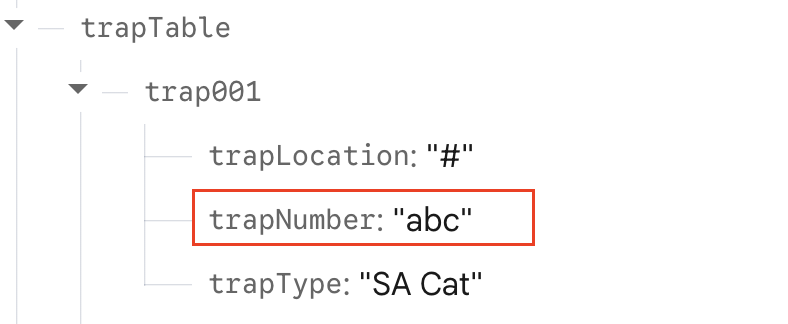 trapTable
trap001
trapLocation: "#"
trapNumber: "abc"
trapType: "SA Cat"